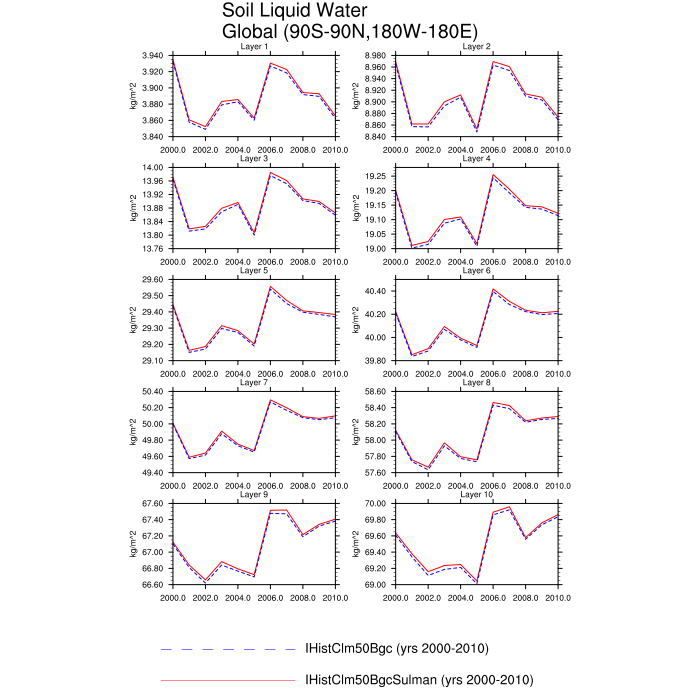 Soil Liquid Water
Global (90S-90N,180W-180E)
Layer 1
kg/m^2
3.940
3.920
3.900
3.880
3.860
3.840
2000.0 2002.0 2004.0 2006.0 2008.0 2010.0
Layer 2
kg/m^2
8.980
8.960
8.940
8.920
8.900
8.880
8.860
8.840
2000.0 2002.0 2004.0 2006.0 2008.0 2010.0
Layer 3
kg/m^2
14.00
13.96
13.92
13.88
13.84
13.80
13.76
2000.0 2002.0 2004.0 2006.0 2008.0 2010.0
Layer 4
kg/m^2
19.25
19.20
19.15
19.10
19.05
19.00
2000.0 2002.0 2004.0 2006.0 2008.0 2010.0
Layer 5
kg/m^2
29.60
29.50
29.40
29.30
29.20
29.10
2000.0 2002.0 2004.0 2006.0 2008.0 2010.0
Layer 6
kg/m^2
40.40
40.20
40.00
39.80
2000.0 2002.0 2004.0 2006.0 2008.0 2010.0
Layer 7
kg/m^2
50.40
50.20
50.00
49.80
49.60
49.40
2000.0 2002.0 2004.0 2006.0 2008.0 2010.0
Layer 8
kg/m^2
58.60
58.40
58.20
58.00
57.80
57.60
2000.0 2002.0 2004.0 2006.0 2008.0 2010.0
Layer 9
kg/m^2
67.60
67.40
67.20
67.00
66.80
66.60
2000.0 2002.0 2004.0 2006.0 2008.0 2010.0
Layer 10
kg/m^2
70.00
69.80
69.60
69.40
69.20
69.00
2000.0 2002.0 2004.0 2006.0 2008.0 2010.0
IHistClm50Bgc (yrs 2000-2010)
IHistClm50BgcSulman (yrs 2000-2010)